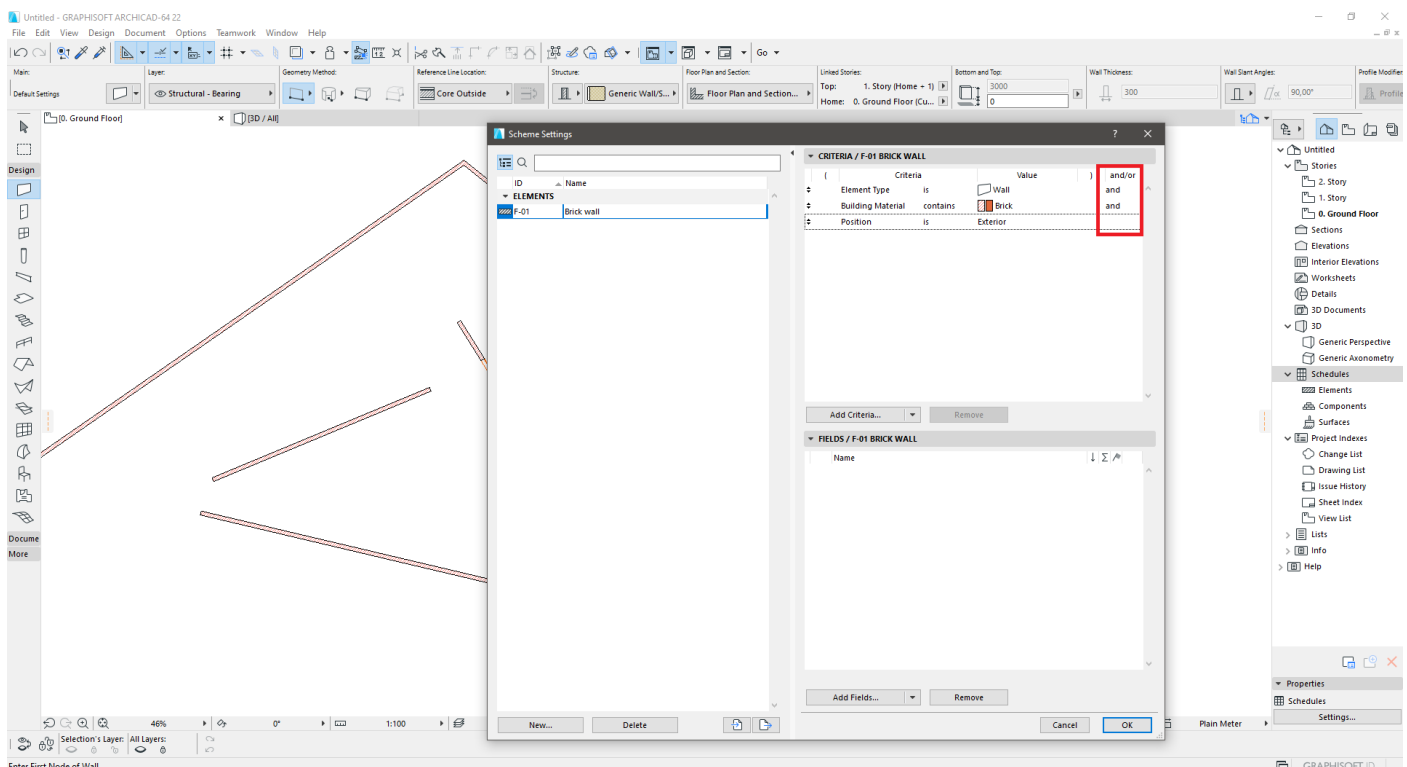 Untitled - GRAPHISOFT ARCHICAD-64 22
File Edit View Design Document Options Teamwork Window Help
Go
Main:
Layer:
Geometry Method:
Reference Line Location:
Structure:
Floor Plan and Section:
Linked Stories:
Bottom and Top:
Wall Thickness:
Wall Slant Angles:
Profile Modifier
Default Settings
Structural - Bearing
Core Outside
Generic Wall/S...
Floor Plan and Section...
Top: 1. Story (Home + 1)
Home: 0. Ground Floor (Cu...
3000
0
300
90,00°
Profile
[0. Ground Floor]
[3D / All]
Design
Docume
More
Scheme Settings
ID Name
ELEMENTS
F-01 Brick wall
New...
Delete
CRITERIA / F-01 BRICK WALL
( Criteria Value ) and/or
Element Type is Wall and
Building Material contains Brick and
Position is Exterior
Add Criteria...
Remove
FIELDS / F-01 BRICK WALL
Name
Add Fields...
Remove
Cancel
OK
Untitled
Stories
2. Story
1. Story
0. Ground Floor
Sections
Elevations
Interior Elevations
Worksheets
Details
3D Documents
3D
Generic Perspective
Generic Axonometry
Schedules
Elements
Components
Surfaces
Project Indexes
Change List
Drawing List
Issue History
Sheet Index
View List
Lists
Info
Help
Properties
Schedules
Settings...
46%
0°
1:100
Plain Meter
Selection's Layer:
All Layers:
Enter First Node of Wall
GRAPHISOFT ID